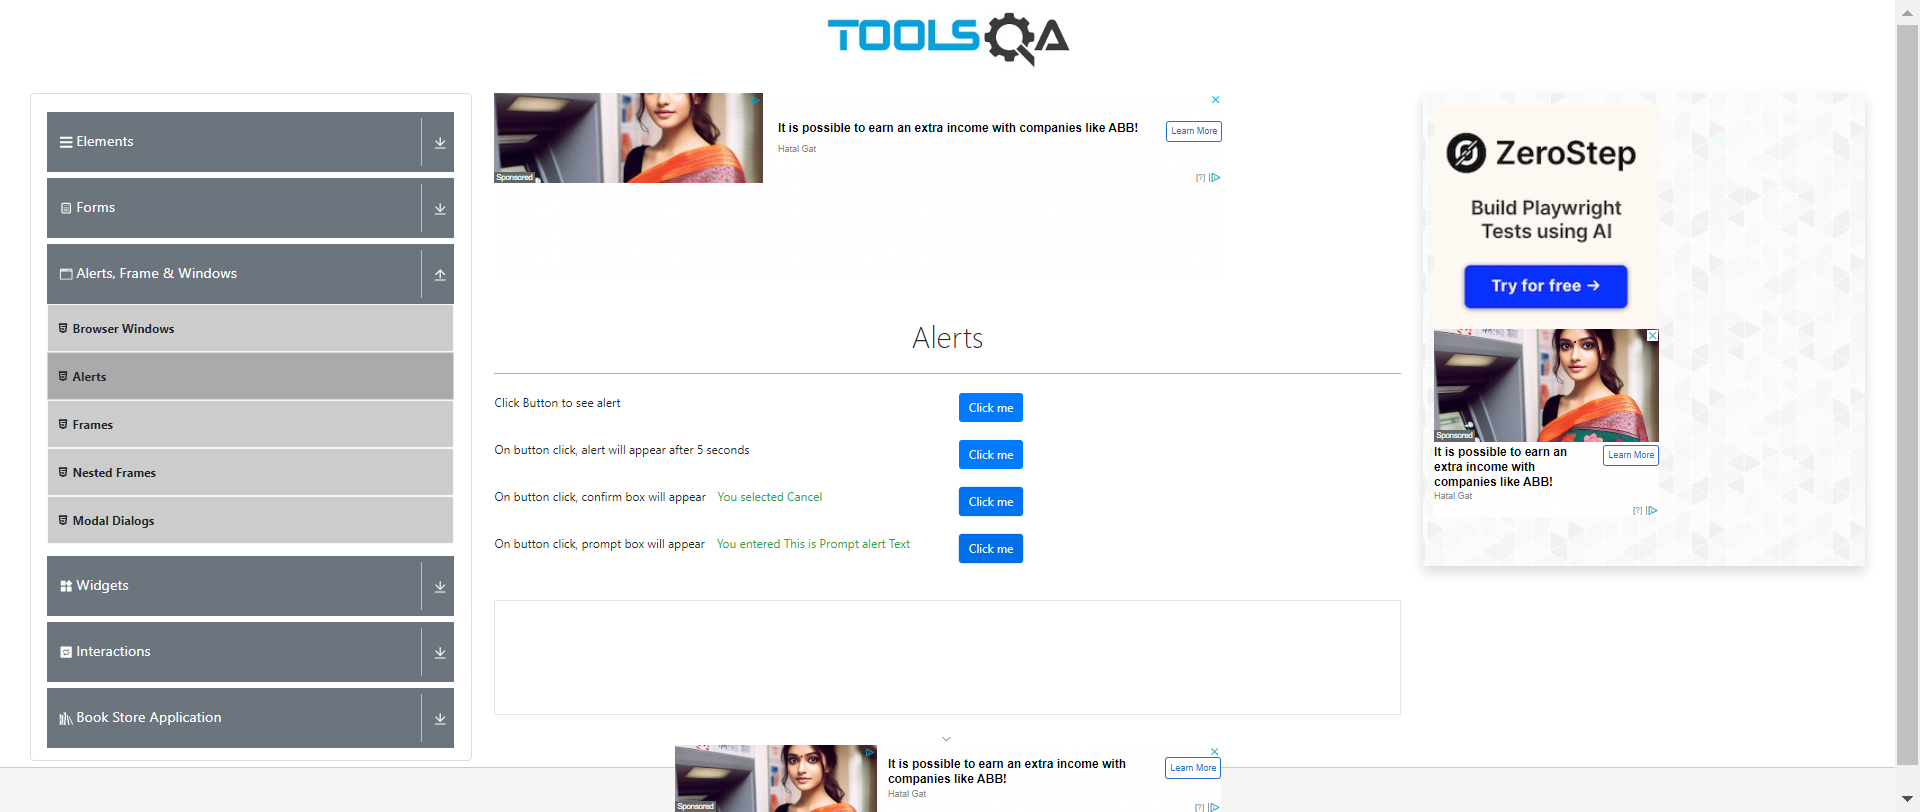 TOOLSQA
Elements
Forms
Alerts, Frame & Windows
Browser Windows
Alerts
Frames
Nested Frames
Modal Dialogs
Widgets
Interactions
Book Store Application
Sponsored
It is possible to earn an extra income with companies like ABB!
Hatal Gat
Learn More
[?]
Alerts
Click Button to see alert
Click me
On button click, alert will appear after 5 seconds
Click me
On button click, confirm box will appear You selected Cancel
Click me
On button click, prompt box will appear You entered This is Prompt alert Text
Click me
ZeroStep
Build Playwright
Tests using AI
Try for free →
Sponsored
It is possible to earn an
extra income with
companies like ABB!
Learn More
Hatal Gat
[?]
Sponsored
It is possible to earn an extra income with
companies like ABB!
Hatal Gat
Learn More
[?]